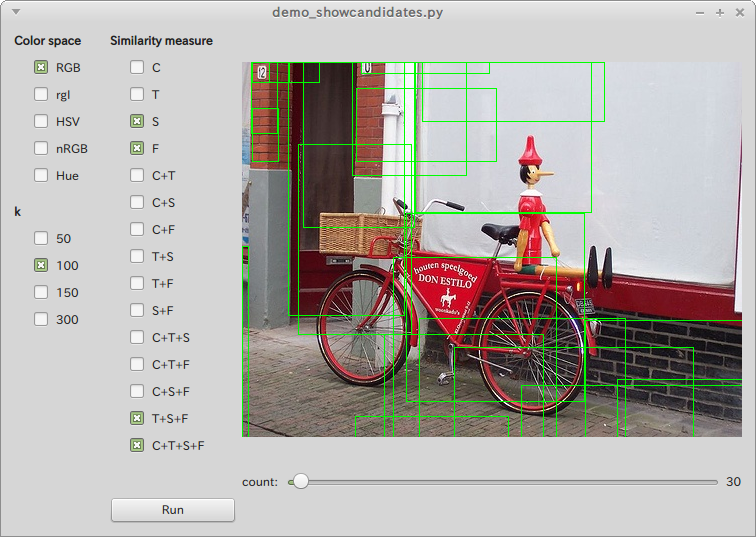 demo_showcandidates.py
Color space
RGB
rgI
HSV
nRGB
Hue
k
50
100
150
300
Similarity measure
C
T
S
F
C+T
C+S
C+F
T+S
T+F
S+F
C+T+S
C+T+F
C+S+F
T+S+F
C+T+S+F
12
houten speelgoed
DON ESTILO
count:
30
Run